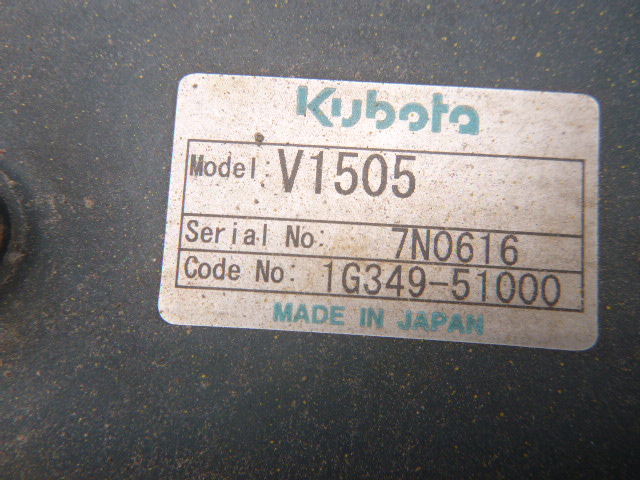 Kubota
Model: V1505
Serial No: 7N0616
Code No: 1G349-51000
MADE IN JAPAN